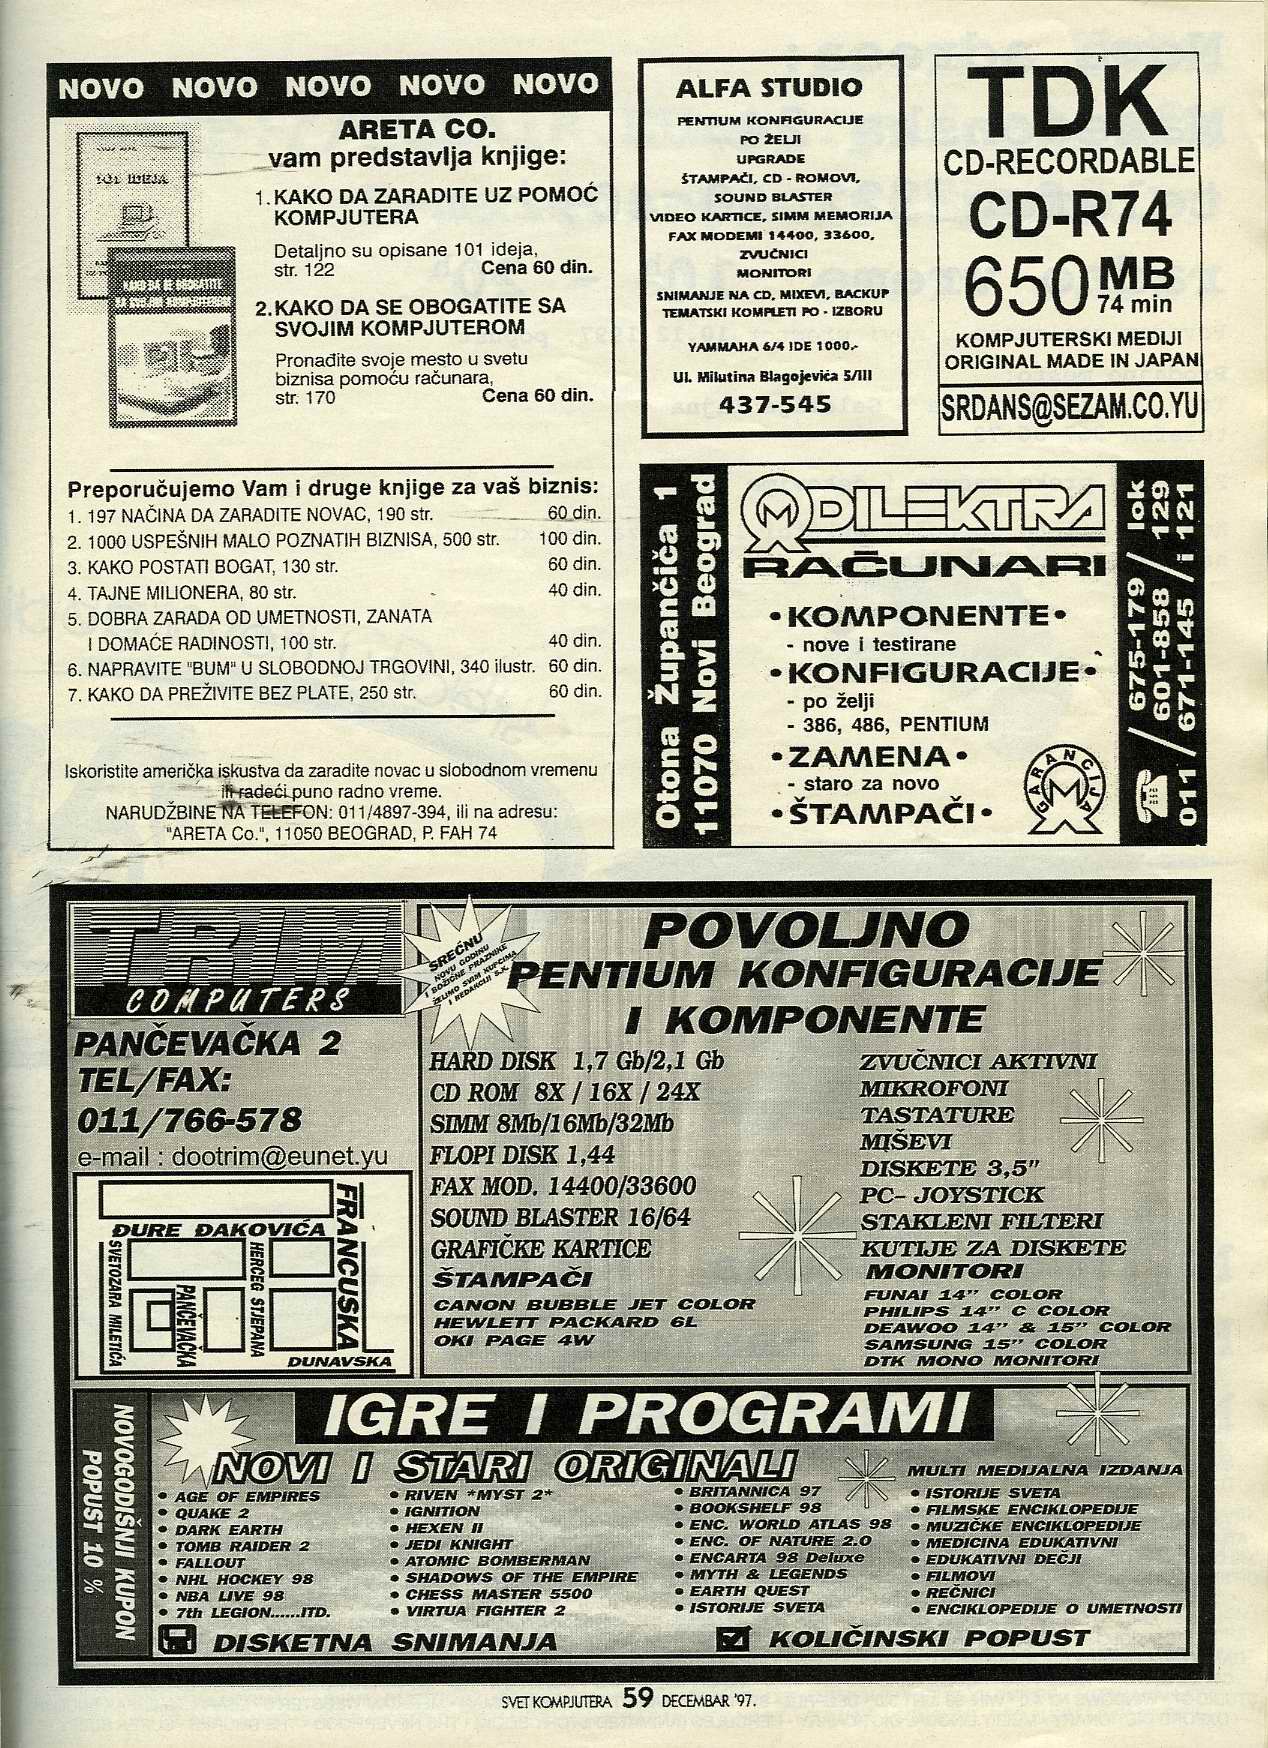 NOVO NOVO NOVO NOVO NOVO
101 IDEJA
KAKO DA SE OBOGATITE
SA SVOJIM KOMPJUTEROM
ARETA CO.
vam predstavlja knjige:
1. KAKO DA ZARADITE UZ POMOĆ
KOMPJUTERA
Detaljno su opisane 101 ideja,
str. 122 Cena 60 din.
2. KAKO DA SE OBOGATITE SA
SVOJIM KOMPJUTEROM
Pronađite svoje mesto u svetu
biznisa pomoću računara,
str. 170 Cena 60 din.
Preporučujemo Vam i druge knjige za vaš biznis:
1. 197 NAČINA DA ZARADITE NOVAC, 190 str. 60 din.
2. 1000 USPEŠNIH MALO POZNATIH BIZNISA, 500 str. 100 din.
3. KAKO POSTATI BOGAT, 130 str. 60 din.
4. TAJNE MILIONERA, 80 str. 40 din.
5. DOBRA ZARADA OD UMETNOSTI, ZANATA
I DOMAĆE RADINOSTI, 100 str. 40 din.
6. NAPRAVITE "BUM" U SLOBODNOJ TRGOVINI, 340 ilustr. 60 din.
7. KAKO DA PREŽIVITE BEZ PLATE, 250 str. 60 din.
Iskoristite američka iskustva da zaradite novac u slobodnom vremenu
ili radeći puno radno vreme.
NARUDŽBINE NA TELEFON: 011/4897-394, ili na adresu:
"ARETA Co.", 11050 BEOGRAD, P. FAH 74
ALFA STUDIO
PENTIUM KONFIGURACIJE
PO ŽELJI
UPGRADE
ŠTAMPAČI, CD - ROMOVI,
SOUND BLASTER
VIDEO KARTICE, SIMM MEMORIJA
FAX MODEMI 14400, 33600,
ZVUČNICI
MONITORI
SNIMANJE NA CD, MIXEVI, BACKUP
TEMATSKI KOMPLETI PO - IZBORU
YAMMAHA 6/4 IDE 1000.-
Ul. Milutina Blagojevića 5/III
437-545
TDK
CD-RECORDABLE
CD-R74
650 MB
74 min
KOMPJUTERSKI MEDIJI
ORIGINAL MADE IN JAPAN
SRDANS@SEZAM.CO.YU
Otona Župančiča 1
11070 Novi Beograd
DILEKTRA
RAČUNARI
•KOMPONENTE•
- nove i testirane
•KONFIGURACIJE•
- po želji
- 386, 486, PENTIUM
•ZAMENA•
- staro za novo
•ŠTAMPAČI•
GARANCIJA
675-179 / lok
601-858 / 129
011 / 671-145 / i 121
TRIM
COMPUTERS
PANČEVAČKA 2
TEL/FAX:
011/766-578
e-mail : dootrim@eunet.yu
ĐURE ĐAKOVIĆA
FRANCUSKA
SVETOZARA MILETIĆA
PANČEVAČKA
HERCEG STJEPANA
DUNAVSKA
SREĆNU
NOVU GODINU
I BOŽIĆNE PRAZNIKE
ŽELIMO SVIM KUPCIMA
I REDAKCIJI S.K.
POVOLJNO
PENTIUM KONFIGURACIJE
I KOMPONENTE
HARD DISK 1,7 Gb/2,1 Gb
CD ROM 8X / 16X / 24X
SIMM 8Mb/16Mb/32Mb
FLOPI DISK 1,44
FAX MOD. 14400/33600
SOUND BLASTER 16/64
GRAFIČKE KARTICE
ŠTAMPAČI
CANON BUBBLE JET COLOR
HEWLETT PACKARD 6L
OKI PAGE 4W
ZVUČNICI AKTIVNI
MIKROFONI
TASTATURE
MIŠEVI
DISKETE 3,5"
PC- JOYSTICK
STAKLENI FILTERI
KUTIJE ZA DISKETE
MONITORI
FUNAI 14" COLOR
PHILIPS 14" C COLOR
DEAWOO 14" & 15" COLOR
SAMSUNG 15" COLOR
DTK MONO MONITORI
NOVOGODIŠNJI KUPON
POPUST 10 %
IGRE I PROGRAMI
NOVI I STARI ORIGINALI
• AGE OF EMPIRES
• QUAKE 2
• DARK EARTH
• TOMB RAIDER 2
• FALLOUT
• NHL HOCKEY 98
• NBA LIVE 98
• 7th LEGION......ITD.
• RIVEN *MYST 2*
• IGNITION
• HEXEN II
• JEDI KNIGHT
• ATOMIC BOMBERMAN
• SHADOWS OF THE EMPIRE
• CHESS MASTER 5500
• VIRTUA FIGHTER 2
• BRITANNICA 97
• BOOKSHELF 98
• ENC. WORLD ATLAS 98
• ENC. OF NATURE 2.0
• ENCARTA 98 Deluxe
• MYTH & LEGENDS
• EARTH QUEST
• ISTORIJE SVETA
MULTI MEDIJALNA IZDANJA
• ISTORIJE SVETA
• FILMSKE ENCIKLOPEDIJE
• MUZIČKE ENCIKLOPEDIJE
• MEDICINA EDUKATIVNI
• EDUKATIVNI DEČJI
• FILMOVI
• REČNICI
• ENCIKLOPEDIJE O UMETNOSTI
DISKETNA SNIMANJA
KOLIČINSKI POPUST
SVET KOMPJUTERA 59 DECEMBAR '97.